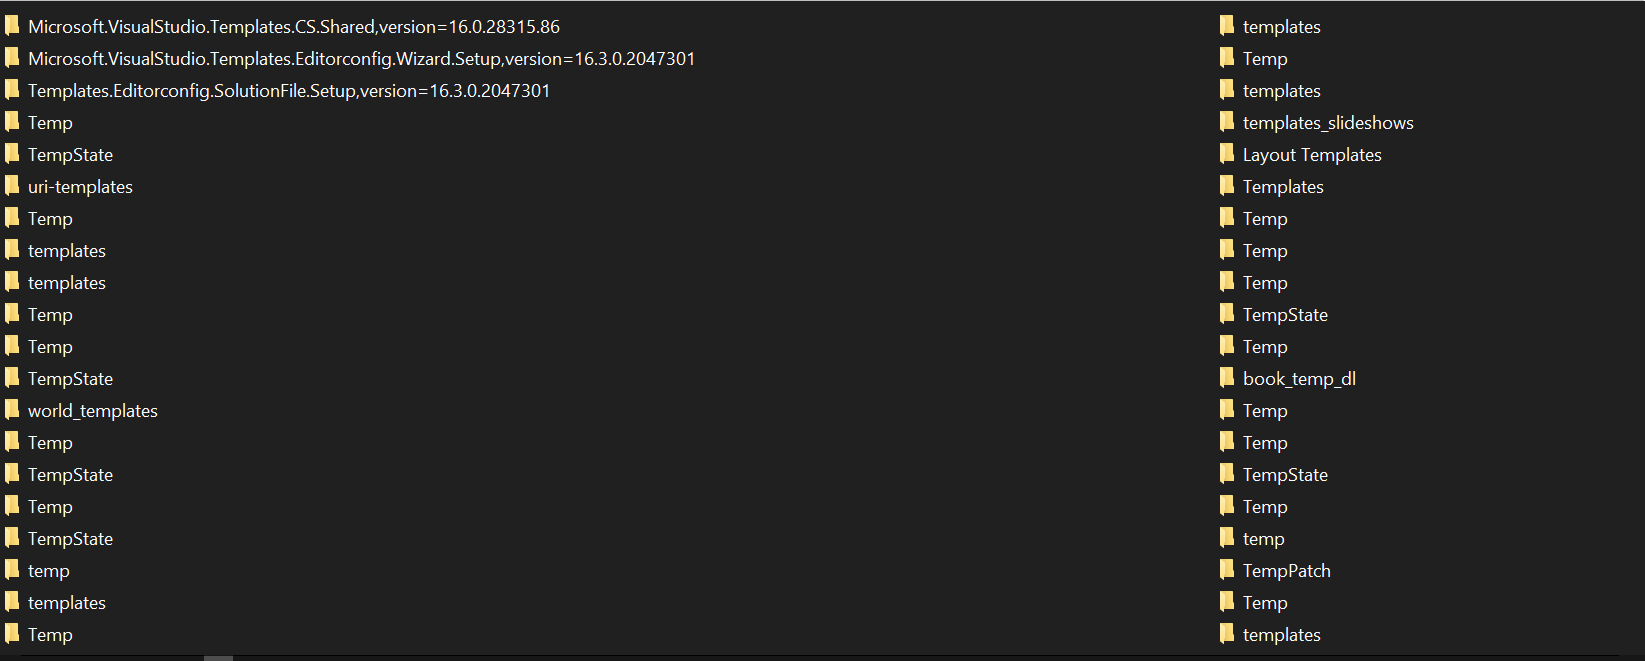 Microsoft.VisualStudio.Templates.CS.Shared,version=16.0.28315.86
Microsoft.VisualStudio.Templates.Editorconfig.Wizard.Setup,version=16.3.0.2047301
Templates.Editorconfig.SolutionFile.Setup,version=16.3.0.2047301
Temp
TempState
uri-templates
Temp
templates
templates
Temp
Temp
TempState
world_templates
Temp
TempState
Temp
TempState
temp
templates
Temp
templates
Temp
templates
templates_slideshows
Layout Templates
Templates
Temp
Temp
Temp
TempState
Temp
book_temp_dl
Temp
Temp
TempState
Temp
temp
TempPatch
Temp
templates